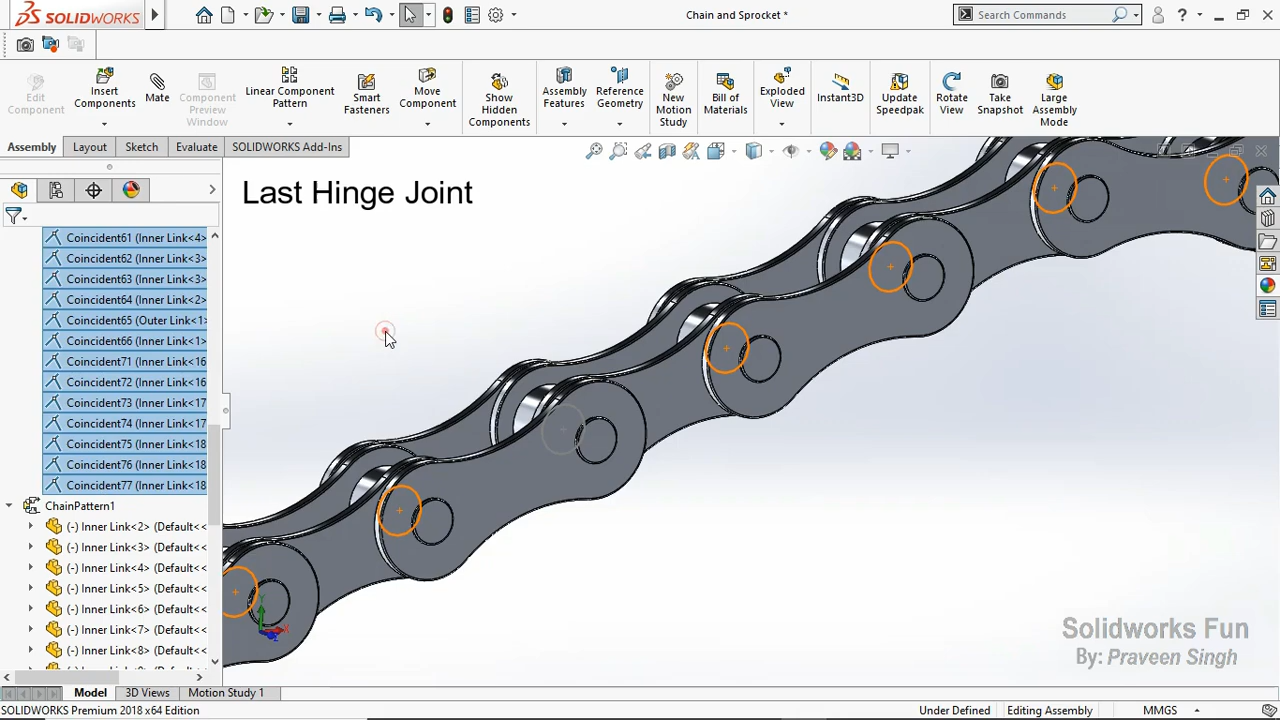 SOLIDWORKS
Chain and Sprocket *
Search Commands
Edit Component
Insert Components
Mate
Component Preview Window
Linear Component Pattern
Smart Fasteners
Move Component
Show Hidden Components
Assembly Features
Reference Geometry
New Motion Study
Bill of Materials
Exploded View
Instant3D
Update Speedpak
Rotate View
Take Snapshot
Large Assembly Mode
Assembly Layout Sketch Evaluate SOLIDWORKS Add-Ins
Last Hinge Joint
Coincident61 (Inner Link<4>
Coincident62 (Inner Link<3>
Coincident63 (Inner Link<3>
Coincident64 (Inner Link<2>
Coincident65 (Outer Link<1>
Coincident66 (Inner Link<1>
Coincident71 (Inner Link<16
Coincident72 (Inner Link<16
Coincident73 (Inner Link<17
Coincident74 (Inner Link<17
Coincident75 (Inner Link<18
Coincident76 (Inner Link<18
Coincident77 (Inner Link<18
ChainPattern1
(-) Inner Link<2> (Default<<
(-) Inner Link<3> (Default<<
(-) Inner Link<4> (Default<<
(-) Inner Link<5> (Default<<
(-) Inner Link<6> (Default<<
(-) Inner Link<7> (Default<<
(-) Inner Link<8> (Default<<
Solidworks Fun
By: Praveen Singh
Model 3D Views Motion Study 1
SOLIDWORKS Premium 2018 x64 Edition
Under Defined Editing Assembly MMGS